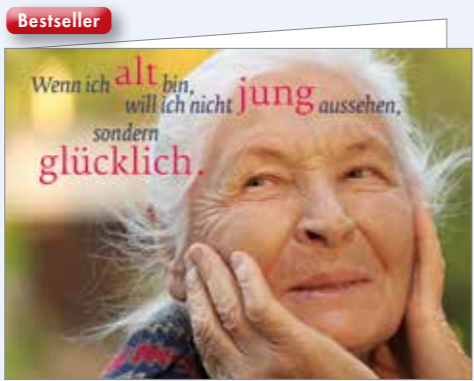 Bestseller
Wenn ich alt bin,
will ich nicht jung aussehen,
sondern
glücklich.